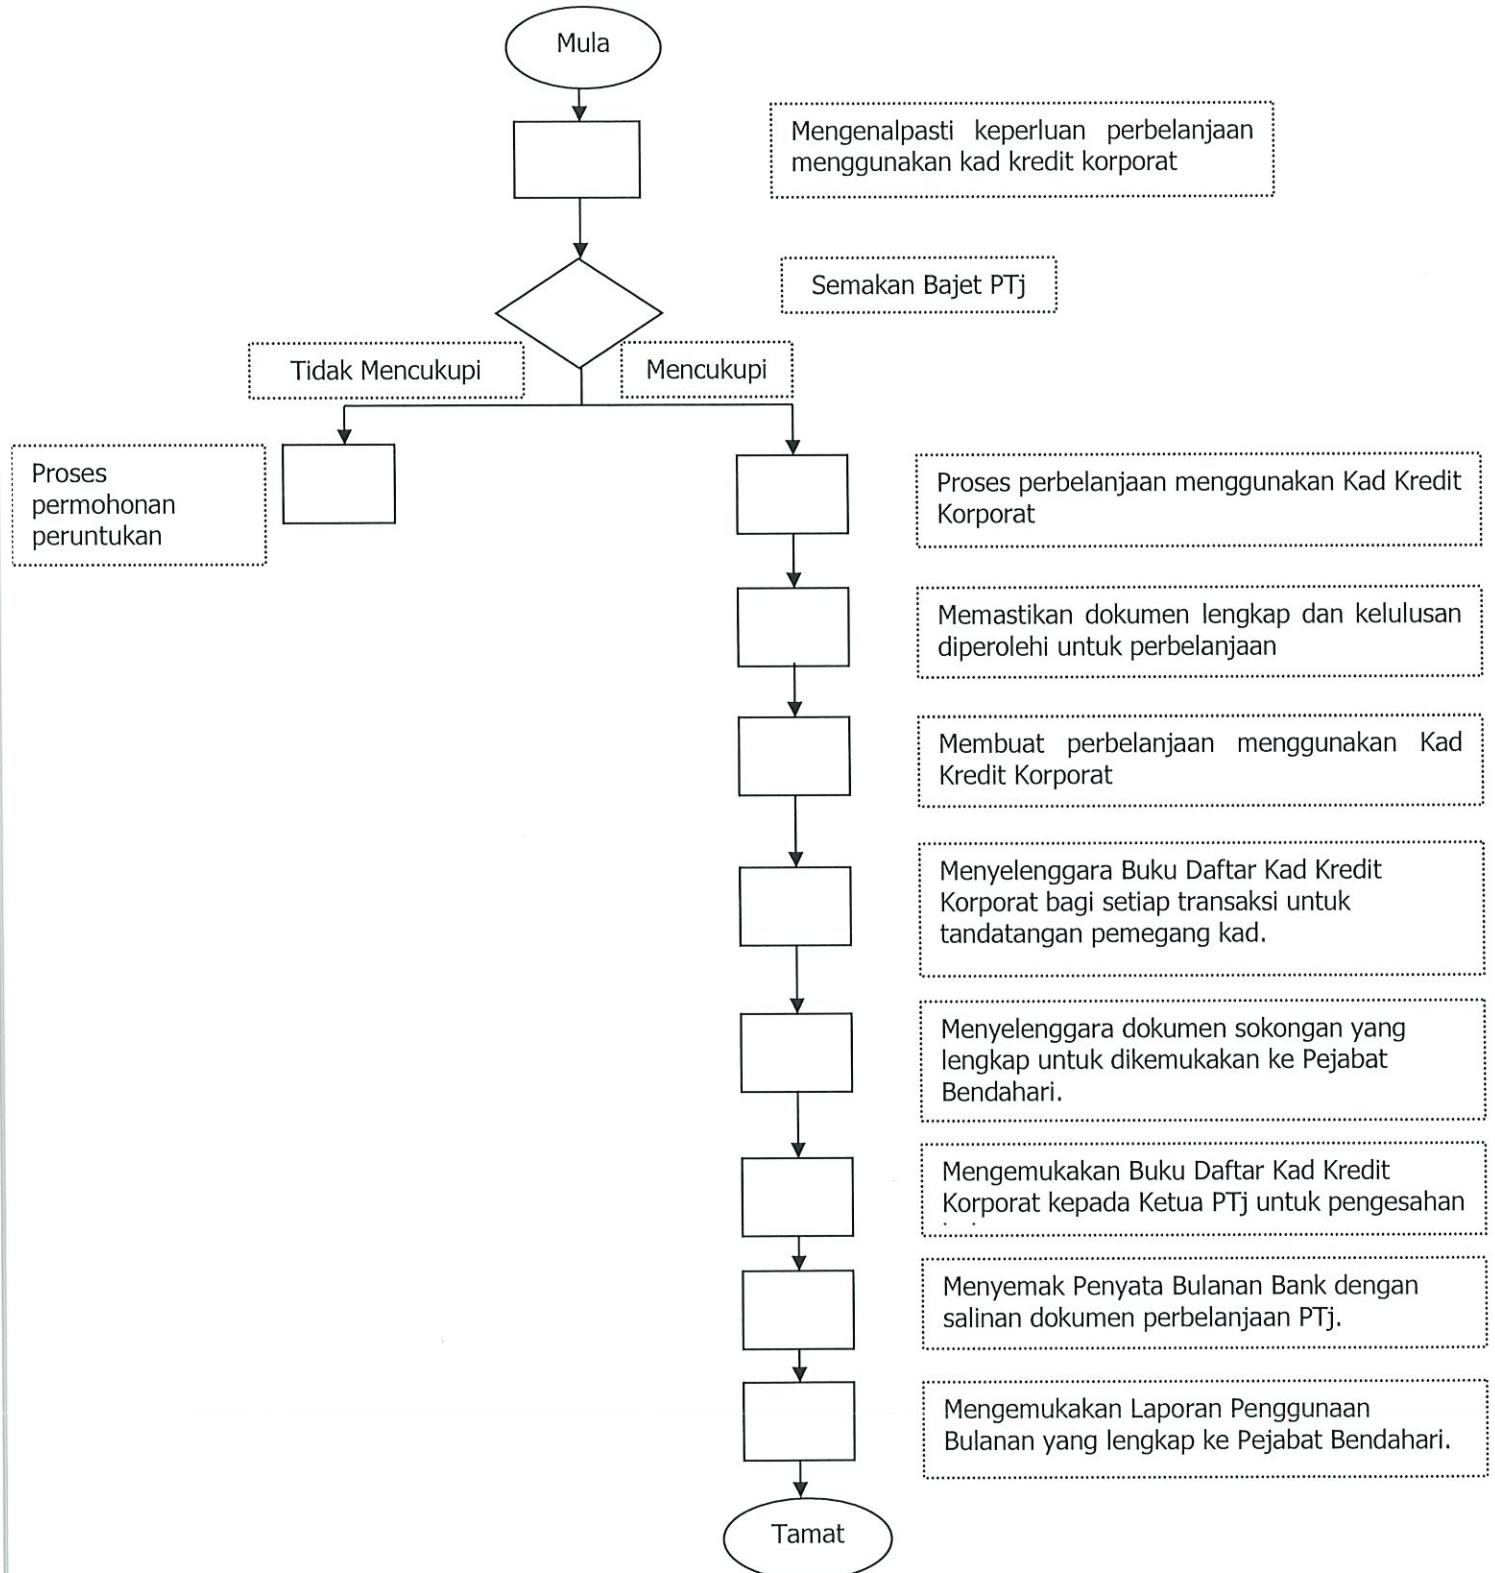 Mula
Mengenalpasti keperluan perbelanjaan
menggunakan kad kredit korporat
Semakan Bajet PTj
Tidak Mencukupi
Mencukupi
Proses
permohonan
peruntukan
Proses perbelanjaan menggunakan Kad Kredit
Korporat
Memastikan dokumen lengkap dan kelulusan
diperolehi untuk perbelanjaan
Membuat perbelanjaan menggunakan Kad
Kredit Korporat
Menyelenggara Buku Daftar Kad Kredit
Korporat bagi setiap transaksi untuk
tandatangan pemegang kad.
Menyelenggara dokumen sokongan yang
lengkap untuk dikemukakan ke Pejabat
Bendahari.
Mengemukakan Buku Daftar Kad Kredit
Korporat kepada Ketua PTj untuk pengesahan
Menyemak Penyata Bulanan Bank dengan
salinan dokumen perbelanjaan PTj.
Mengemukakan Laporan Penggunaan
Bulanan yang lengkap ke Pejabat Bendahari.
Tamat